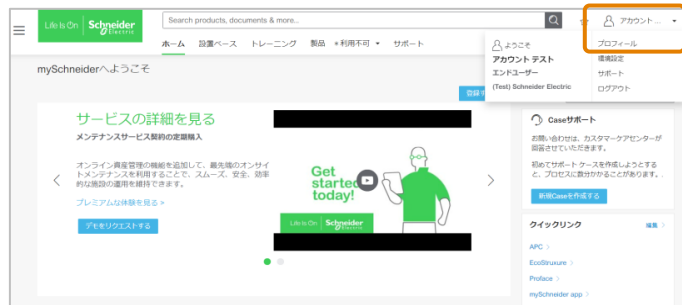 Life Is On | Schneider Electric
Search products, documents & more...
アカウント ...
ホーム 設置ベース トレーニング 製品 *利用不可 サポート
ようこそ
アカウント テスト
エンドユーザー
(Test) Schneider Electric
プロフィール
環境設定
サポート
ログアウト
mySchneiderへようこそ
登録す
サービスの詳細を見る
メンテナンスサービス契約の定期購入
オンライン資産管理の機能を追加して、最先端のオンサイ
トメンテナンスを利用することで、スムーズ、安全、効率
的な施設の運用を維持できます。
プレミアムな体験を見る >
デモをリクエストする
Get
started
today!
Life Is On | Schneider Electric
Caseサポート
お問い合わせは、カスタマーケアセンターが
回答させていただきます。
初めてサポート ケースを作成しようとする
と、プロセスに数分かかることがあります。.
新規Caseを作成する
クイックリンク 編集 >
APC >
EcoStruxure >
Proface >
mySchneider app >